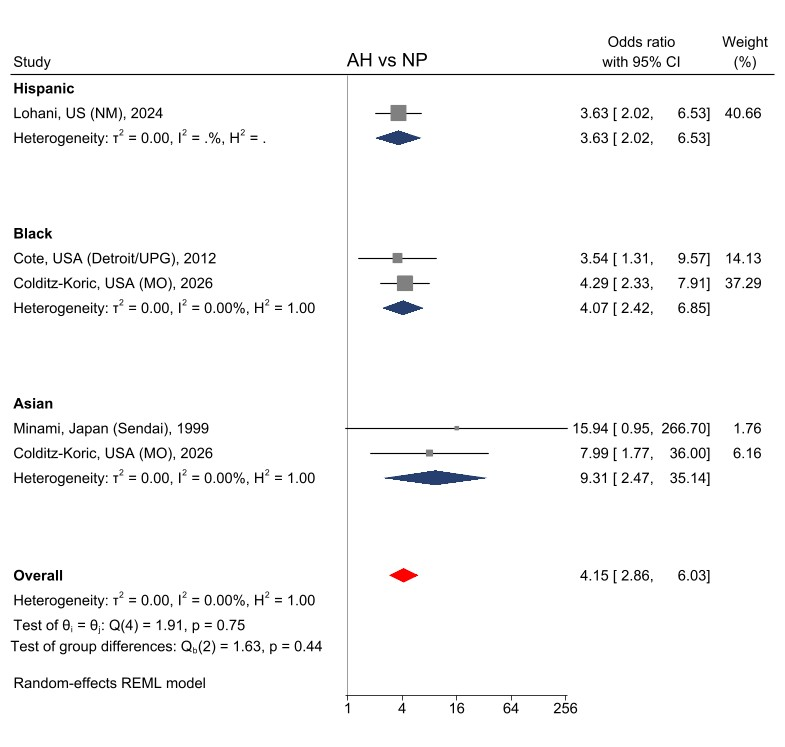 Odds ratio Weight
Study AH vs NP with 95% CI (%)
Hispanic
Lohani, US (NM), 2024 3.63 [ 2.02, 6.53] 40.66
Heterogeneity: τ² = 0.00, I² = .%, H² = . 3.63 [ 2.02, 6.53]
Black
Cote, USA (Detroit/UPG), 2012 3.54 [ 1.31, 9.57] 14.13
Colditz-Koric, USA (MO), 2026 4.29 [ 2.33, 7.91] 37.29
Heterogeneity: τ² = 0.00, I² = 0.00%, H² = 1.00 4.07 [ 2.42, 6.85]
Asian
Minami, Japan (Sendai), 1999 15.94 [ 0.95, 266.70] 1.76
Colditz-Koric, USA (MO), 2026 7.99 [ 1.77, 36.00] 6.16
Heterogeneity: τ² = 0.00, I² = 0.00%, H² = 1.00 9.31 [ 2.47, 35.14]
Overall 4.15 [ 2.86, 6.03]
Heterogeneity: τ² = 0.00, I² = 0.00%, H² = 1.00
Test of θᵢ = θⱼ: Q(4) = 1.91, p = 0.75
Test of group differences: Q_b(2) = 1.63, p = 0.44
Random-effects REML model
1 4 16 64 256